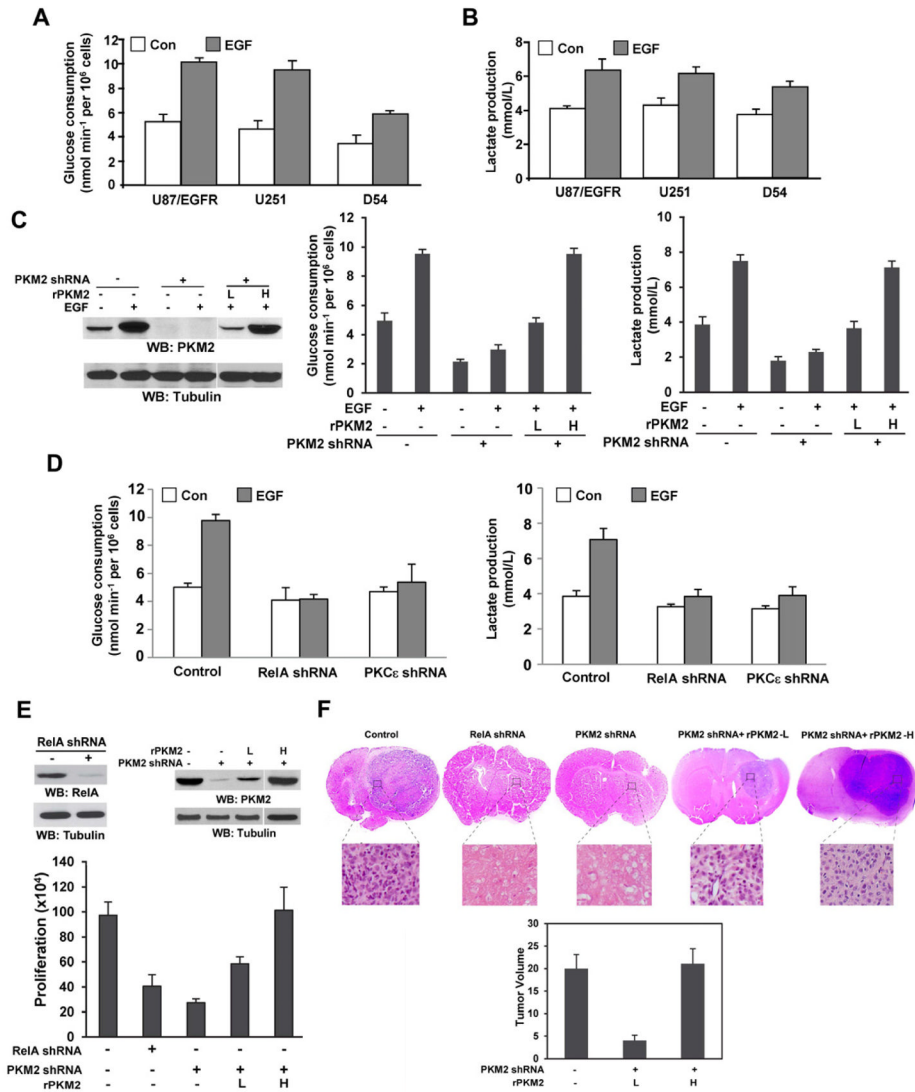 A
Con EGF
Glucose consumption
(nmol min⁻¹ per 10⁶ cells)
12
10
8
6
4
2
0
U87/EGFR U251 D54
B
Con EGF
Lactate production
(mmol/L)
8
6
4
2
0
U87/EGFR U251 D54
C
PKM2 shRNA - + +
rPKM2 - - - - L H
EGF - + - + + +
WB: PKM2
WB: Tubulin
Glucose consumption
(nmol min⁻¹ per 10⁶ cells)
12
10
8
6
4
2
0
EGF - + - + + +
rPKM2 - - - - L H
PKM2 shRNA - + +
Lactate production
(mmol/L)
8
6
4
2
0
EGF - + - + + +
rPKM2 - - - - L H
PKM2 shRNA - + +
D
Con EGF
Glucose consumption
(nmol min⁻¹ per 10⁶ cells)
12
10
8
6
4
2
0
Control RelA shRNA PKCε shRNA
Con EGF
Lactate production
(mmol/L)
10
8
6
4
2
0
Control RelA shRNA PKCε shRNA
E
RelA shRNA
- +
WB: RelA
WB: Tubulin
rPKM2 - - L H
PKM2 shRNA - + + +
WB: PKM2
WB: Tubulin
Proliferation (x10⁴)
140
120
100
80
60
40
20
0
RelA shRNA - + - - -
PKM2 shRNA - - + + +
rPKM2 - - - L H
F
Control RelA shRNA PKM2 shRNA PKM2 shRNA+ rPKM2 -L PKM2 shRNA+ rPKM2 -H
Tumor Volume
30
25
20
15
10
5
0
PKM2 shRNA - + +
rPKM2 - L H